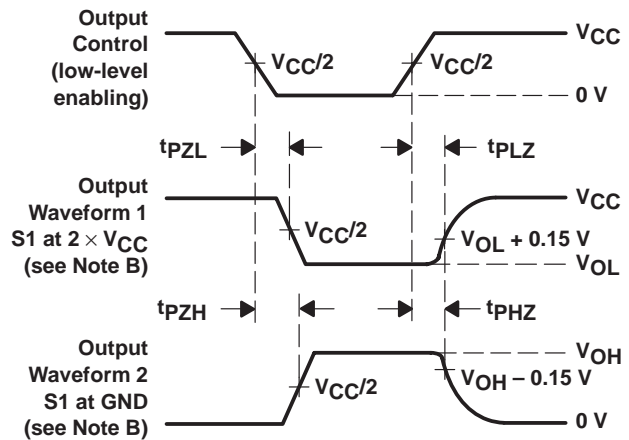 Output
Control
(low-level
enabling)
VCC/2
VCC/2
VCC
0 V
tPZL
tPLZ
Output
Waveform 1
S1 at 2 × VCC
(see Note B)
VCC/2
VCC
VOL + 0.15 V
VOL
tPZH
tPHZ
Output
Waveform 2
S1 at GND
(see Note B)
VCC/2
VOH
VOH – 0.15 V
0 V